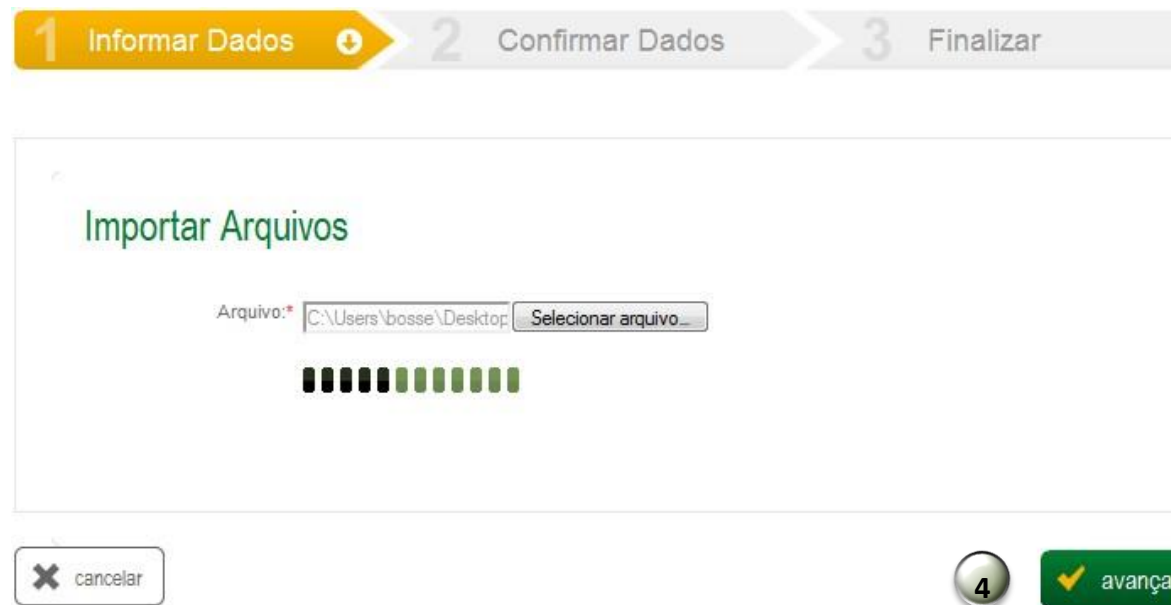 1 Informar Dados 2 Confirmar Dados 3 Finalizar
Importar Arquivos
Arquivo:* C:\Users\bosse\Desktop Selecionar arquivo...
cancelar 4 avança